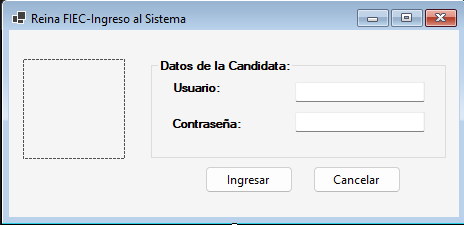 Reina FIEC-Ingreso al Sistema
Datos de la Candidata:
Usuario:
Contraseña:
Ingresar
Cancelar